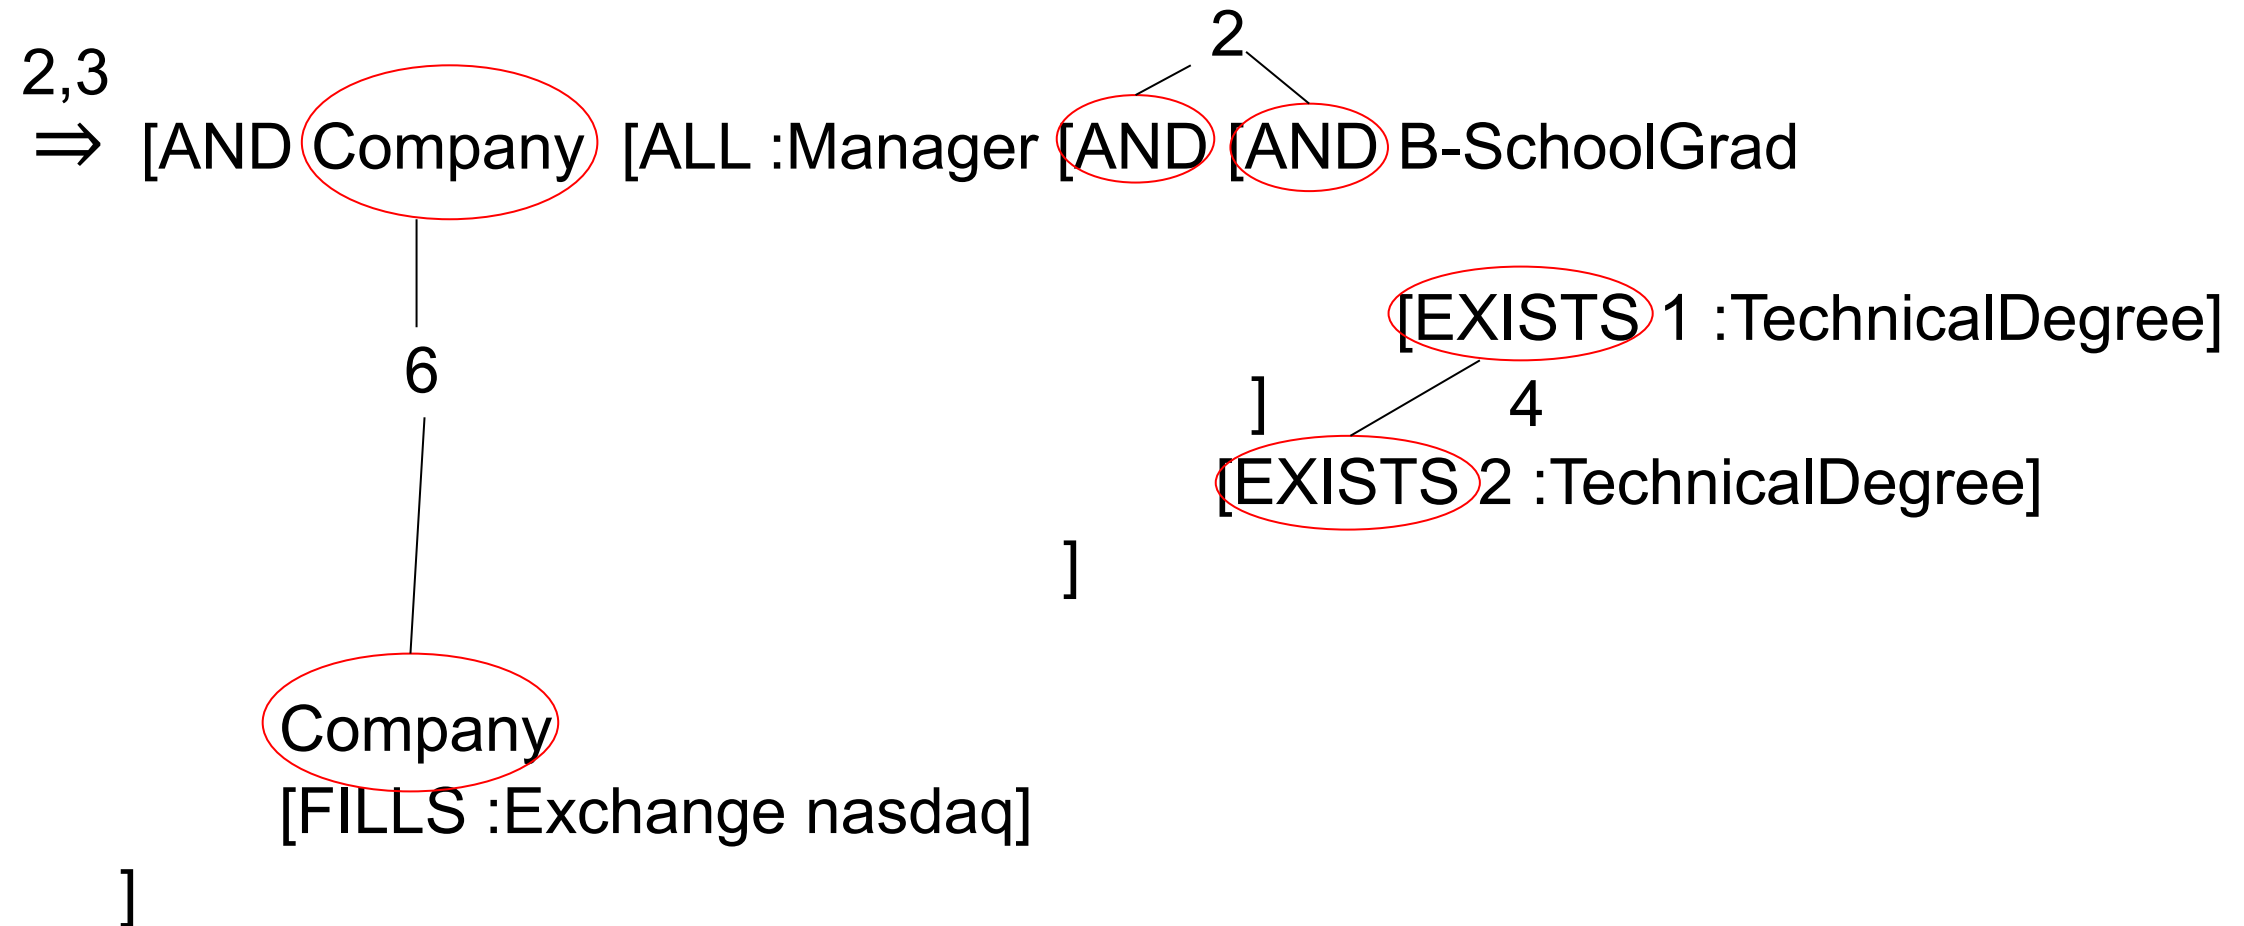 2
2,3
⇒ [AND Company [ALL :Manager [AND [AND B-SchoolGrad
[EXISTS 1 :TechnicalDegree]
6
] 4
[EXISTS 2 :TechnicalDegree]
]
Company
[FILLS :Exchange nasdaq]
]